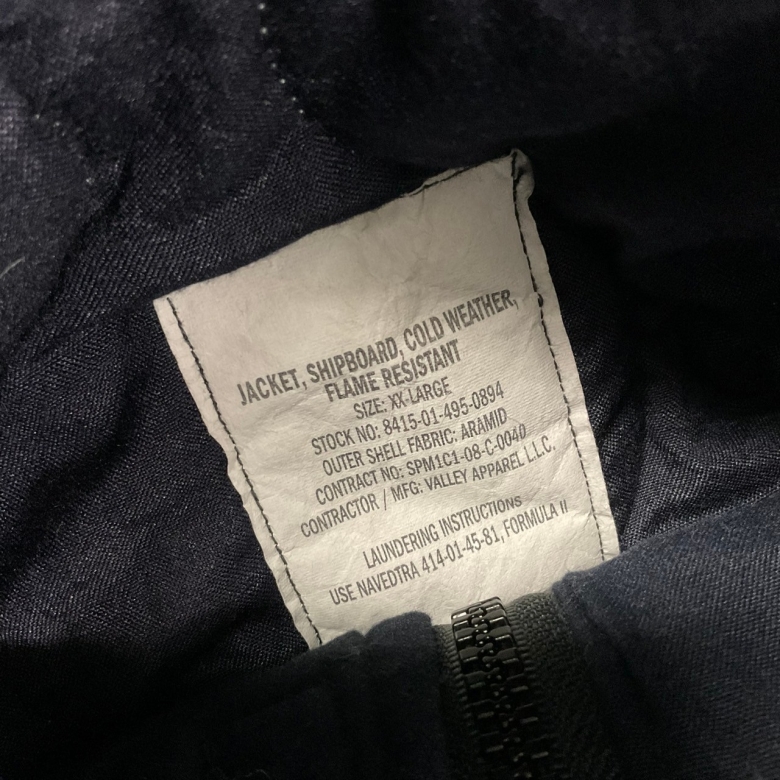 JACKET, SHIPBOARD, COLD WEATHER,
FLAME RESISTANT
SIZE: XX-LARGE
STOCK NO: 8415-01-495-0894
OUTER SHELL FABRIC: ARAMID
CONTRACT NO: SPM1C1-08-C-0040
CONTRACTOR / MFG: VALLEY APPAREL L.L.C.
LAUNDERING INSTRUCTIONS
USE NAVEDTRA 414-01-45-81, FORMULA II